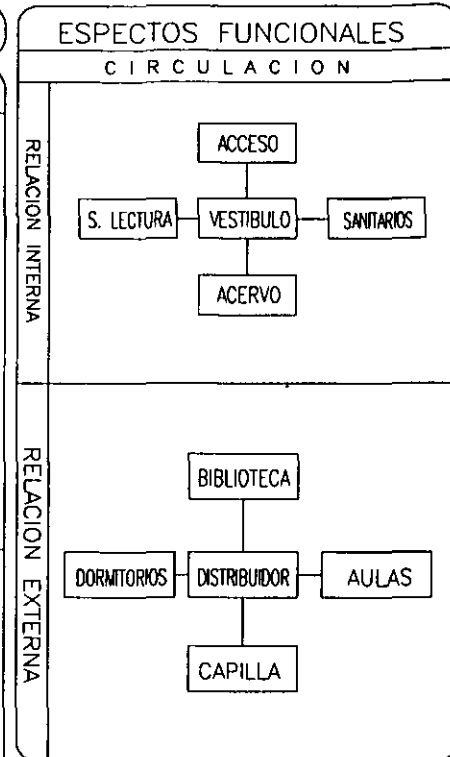 ESPECTOS FUNCIONALES
CIRCULACION
RELACION INTERNA
ACCESO
S. LECTURA
VESTIBULO
SANITARIOS
ACERVO
RELACION EXTERNA
BIBLIOTECA
DORMITORIOS
DISTRIBUIDOR
AULAS
CAPILLA